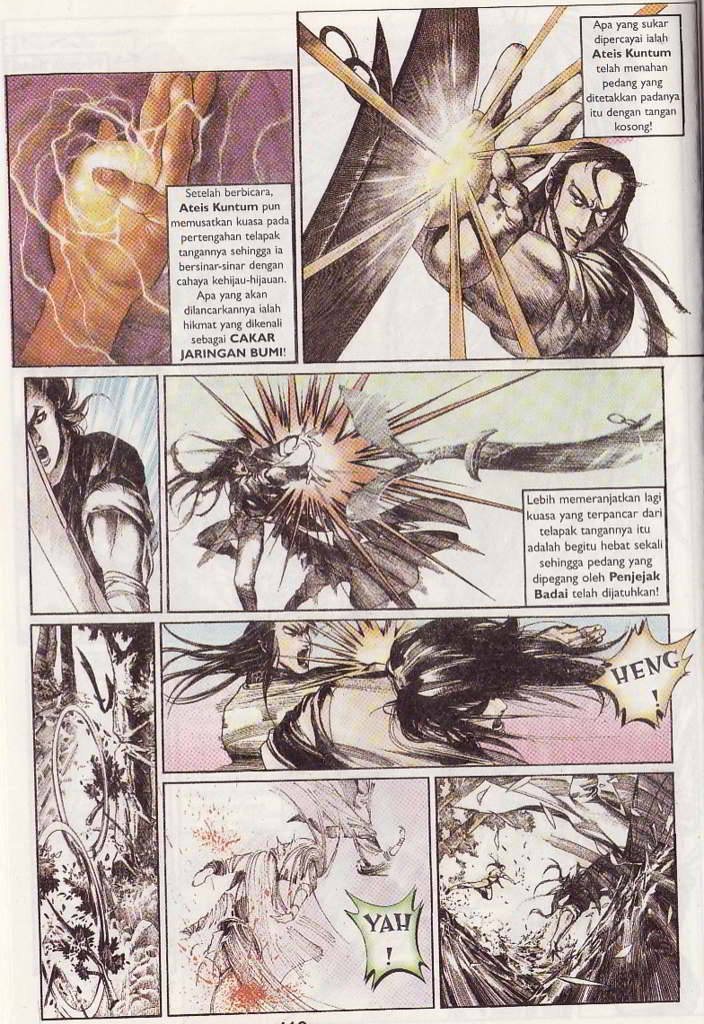 Setelah berbicara,
Ateis Kuntum pun
memusatkan kuasa pada
pertengahan telapak
tangannya sehingga ia
bersinar-sinar dengan
cahaya kehijau-hijauan.
Apa yang akan
dilancarkannya ialah
hikmat yang dikenali
sebagai CAKAR
JARINGAN BUMI!
Apa yang sukar
dipercayai ialah
Ateis Kuntum
telah menahan
pedang yang
ditetakkan padanya
itu dengan tangan
kosong!
Lebih memeranjatkan lagi
kuasa yang terpancar dari
telapak tangannya itu
adalah begitu hebat sekali
sehingga pedang yang
dipegang oleh Penjejak
Badai telah dijatuhkan!
HENG
!
YAH
!